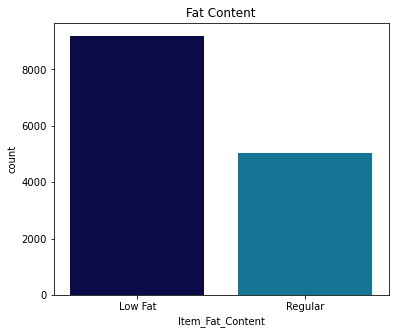 Fat Content
8000
6000
4000
2000
0
count
Low Fat
Regular
Item_Fat_Content